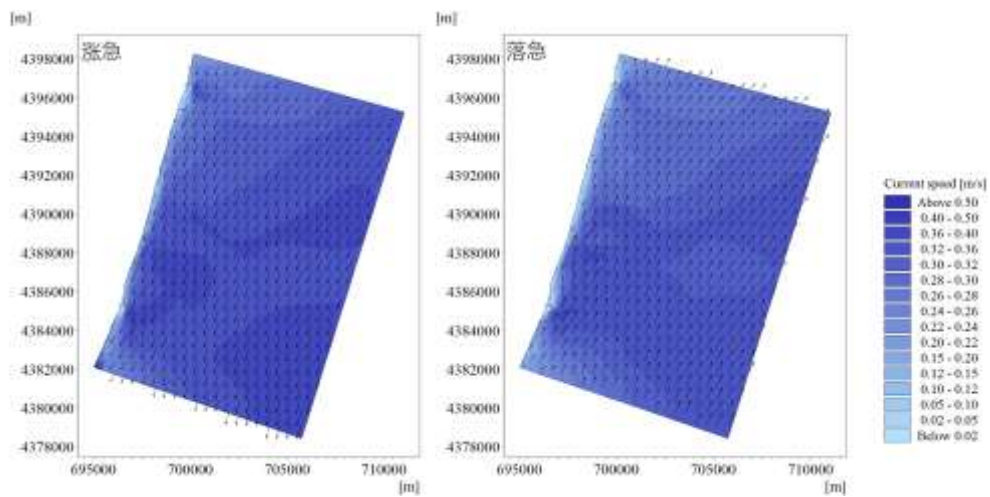 [m]
[m]
涨急
落急
4398000
4396000
4394000
4392000
4390000
4388000
4386000
4384000
4382000
4380000
4378000
4398000
4396000
4394000
4392000
4390000
4388000
4386000
4384000
4382000
4380000
4378000
695000
700000
705000
710000
[m]
695000
700000
705000
710000
[m]
Current speed [m/s]
Above 0.50
0.40 - 0.50
0.36 - 0.40
0.32 - 0.36
0.30 - 0.32
0.28 - 0.30
0.26 - 0.28
0.24 - 0.26
0.22 - 0.24
0.20 - 0.22
0.15 - 0.20
0.12 - 0.15
0.10 - 0.12
0.05 - 0.10
0.02 - 0.05
Below 0.02